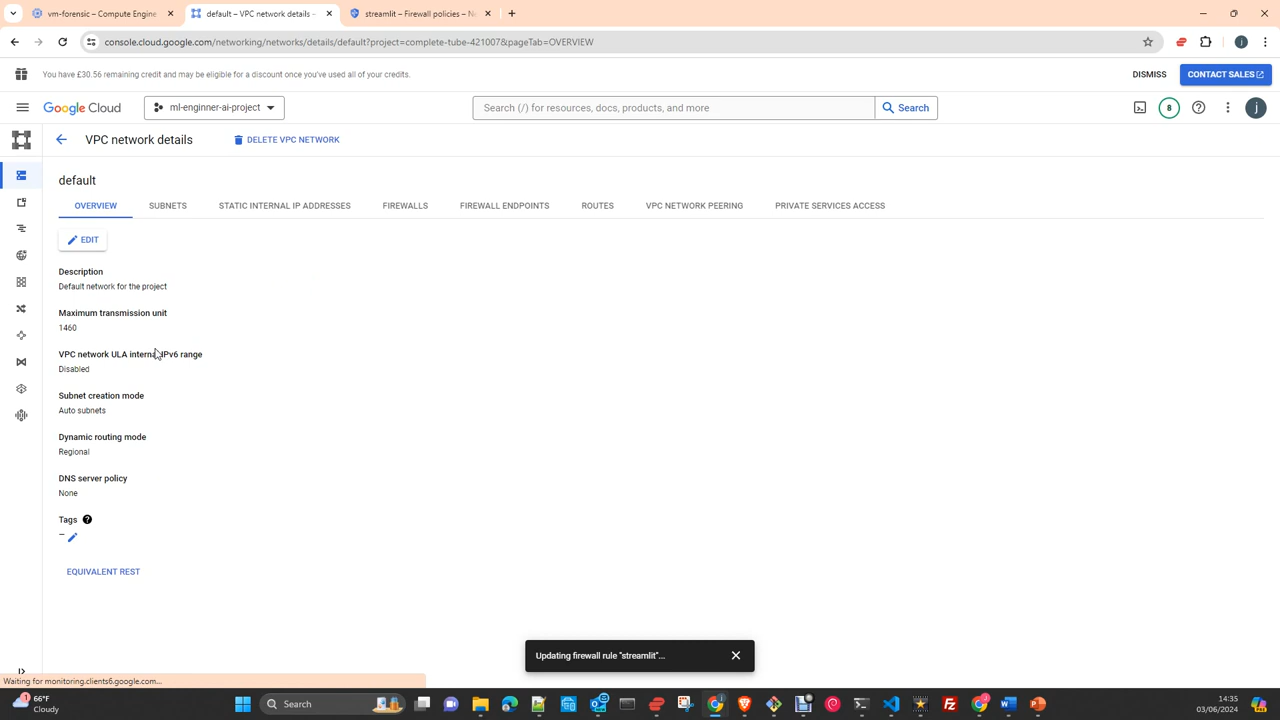 vm-forensic – Compute Engine
default – VPC network details –
streamlit – Firewall policies – N
console.cloud.google.com/networking/networks/details/default?project=complete-tube-421007&pageTab=OVERVIEW
You have £30.56 remaining credit and may be eligible for a discount once you've used all of your credits.
DISMISS
CONTACT SALES
Google Cloud
ml-enginner-ai-project
Search (/) for resources, docs, products, and more
Search
8
j
VPC network details
DELETE VPC NETWORK
default
OVERVIEW
SUBNETS
STATIC INTERNAL IP ADDRESSES
FIREWALLS
FIREWALL ENDPOINTS
ROUTES
VPC NETWORK PEERING
PRIVATE SERVICES ACCESS
EDIT
Description
Default network for the project
Maximum transmission unit
1460
VPC network ULA internal IPv6 range
Disabled
Subnet creation mode
Auto subnets
Dynamic routing mode
Regional
DNS server policy
None
Tags
–
EQUIVALENT REST
Updating firewall rule "streamlit"...
Waiting for monitoring.clients6.google.com...
66°F
Cloudy
Search
14:35
03/06/2024